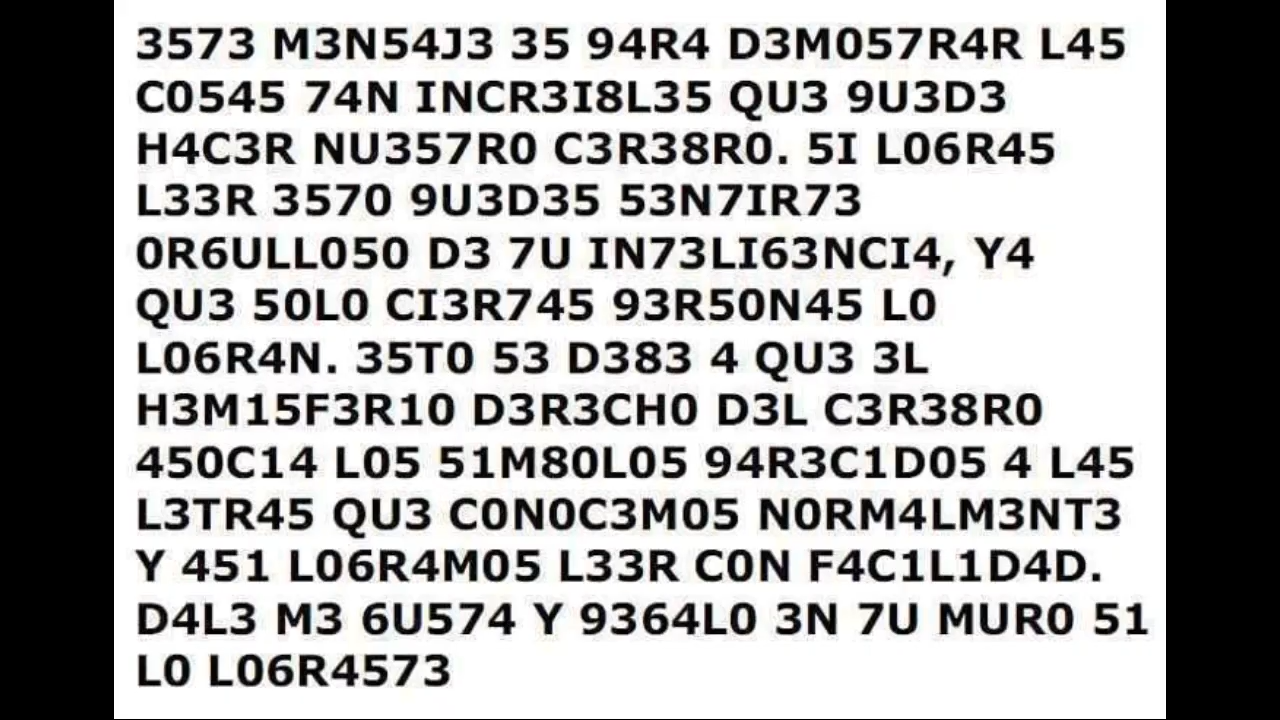 3573 M3N54J3 35 94R4 D3M057R4R L45
C0545 74N INCR3I8L35 QU3 9U3D3
H4C3R NU357R0 C3R38R0. 5I L06R45
L33R 3570 9U3D35 53N7IR73
0R6ULL050 D3 7U IN73LI63NCI4, Y4
QU3 50L0 CI3R745 93R50N45 L0
L06R4N. 35T0 53 D383 4 QU3 3L
H3M15F3R10 D3R3CH0 D3L C3R38R0
450C14 L05 51M80L05 94R3C1D05 4 L45
L3TR45 QU3 C0N0C3M05 N0RM4LM3NT3
Y 451 L06R4M05 L33R C0N F4C1L1D4D.
D4L3 M3 6U574 Y 9364L0 3N 7U MUR0 51
L0 L06R4573